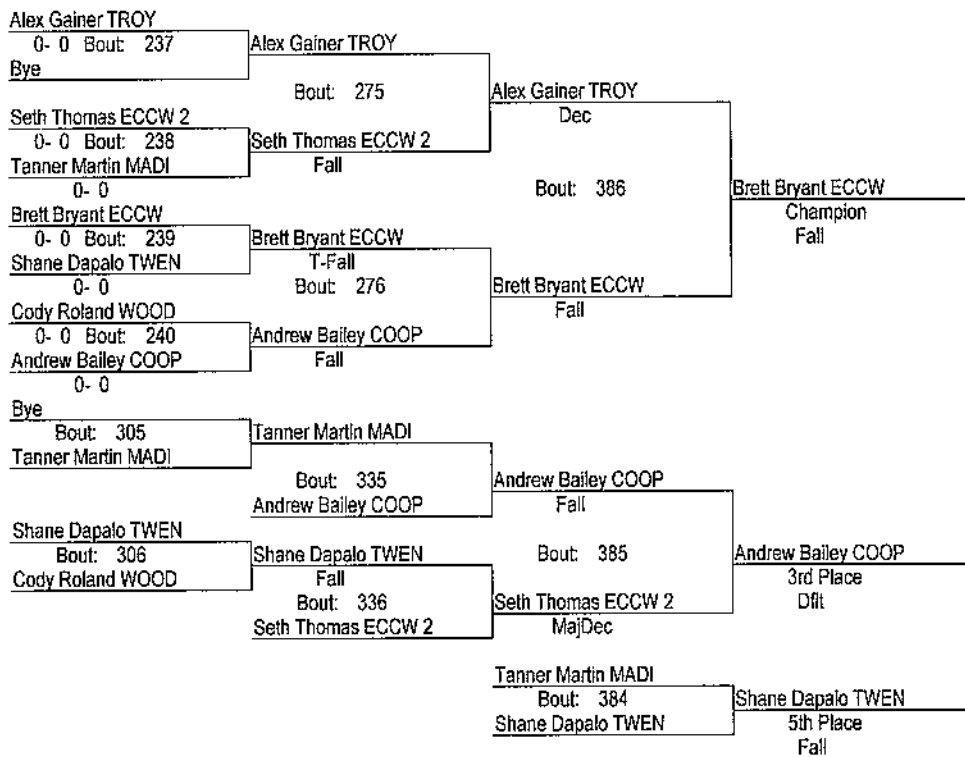 Alex Gainer TROY
0- 0 Bout: 237
Bye
Alex Gainer TROY
Bout: 275
Seth Thomas ECCW 2
0- 0 Bout: 238
Tanner Martin MADI
0- 0
Seth Thomas ECCW 2
Fall
Alex Gainer TROY
Dec
Bout: 386
Brett Bryant ECCW
0- 0 Bout: 239
Shane Dapalo TWEN
0- 0
Brett Bryant ECCW
T-Fall
Bout: 276
Cody Roland WOOD
0- 0 Bout: 240
Andrew Bailey COOP
0- 0
Andrew Bailey COOP
Fall
Brett Bryant ECCW
Fall
Brett Bryant ECCW
Champion
Fall
Bye
Bout: 305
Tanner Martin MADI
Tanner Martin MADI
Bout: 335
Andrew Bailey COOP
Andrew Bailey COOP
Fall
Bout: 385
Shane Dapalo TWEN
Bout: 306
Cody Roland WOOD
Shane Dapalo TWEN
Fall
Bout: 336
Seth Thomas ECCW 2
Seth Thomas ECCW 2
MajDec
Andrew Bailey COOP
3rd Place
Dflt
Tanner Martin MADI
Bout: 384
Shane Dapalo TWEN
Shane Dapalo TWEN
5th Place
Fall